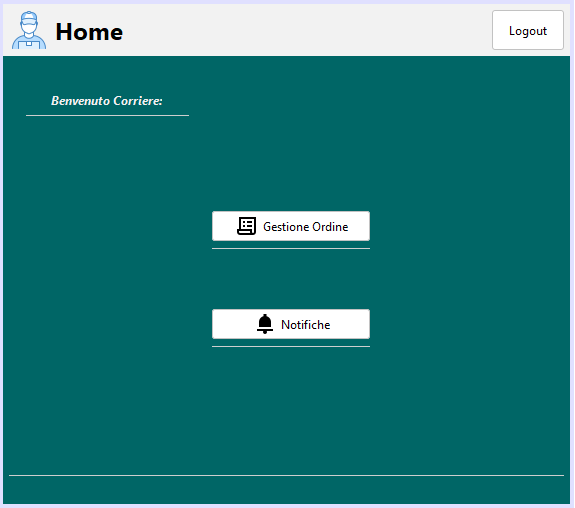 Home
Logout
Benvenuto Corriere:
Gestione Ordine
Notifiche